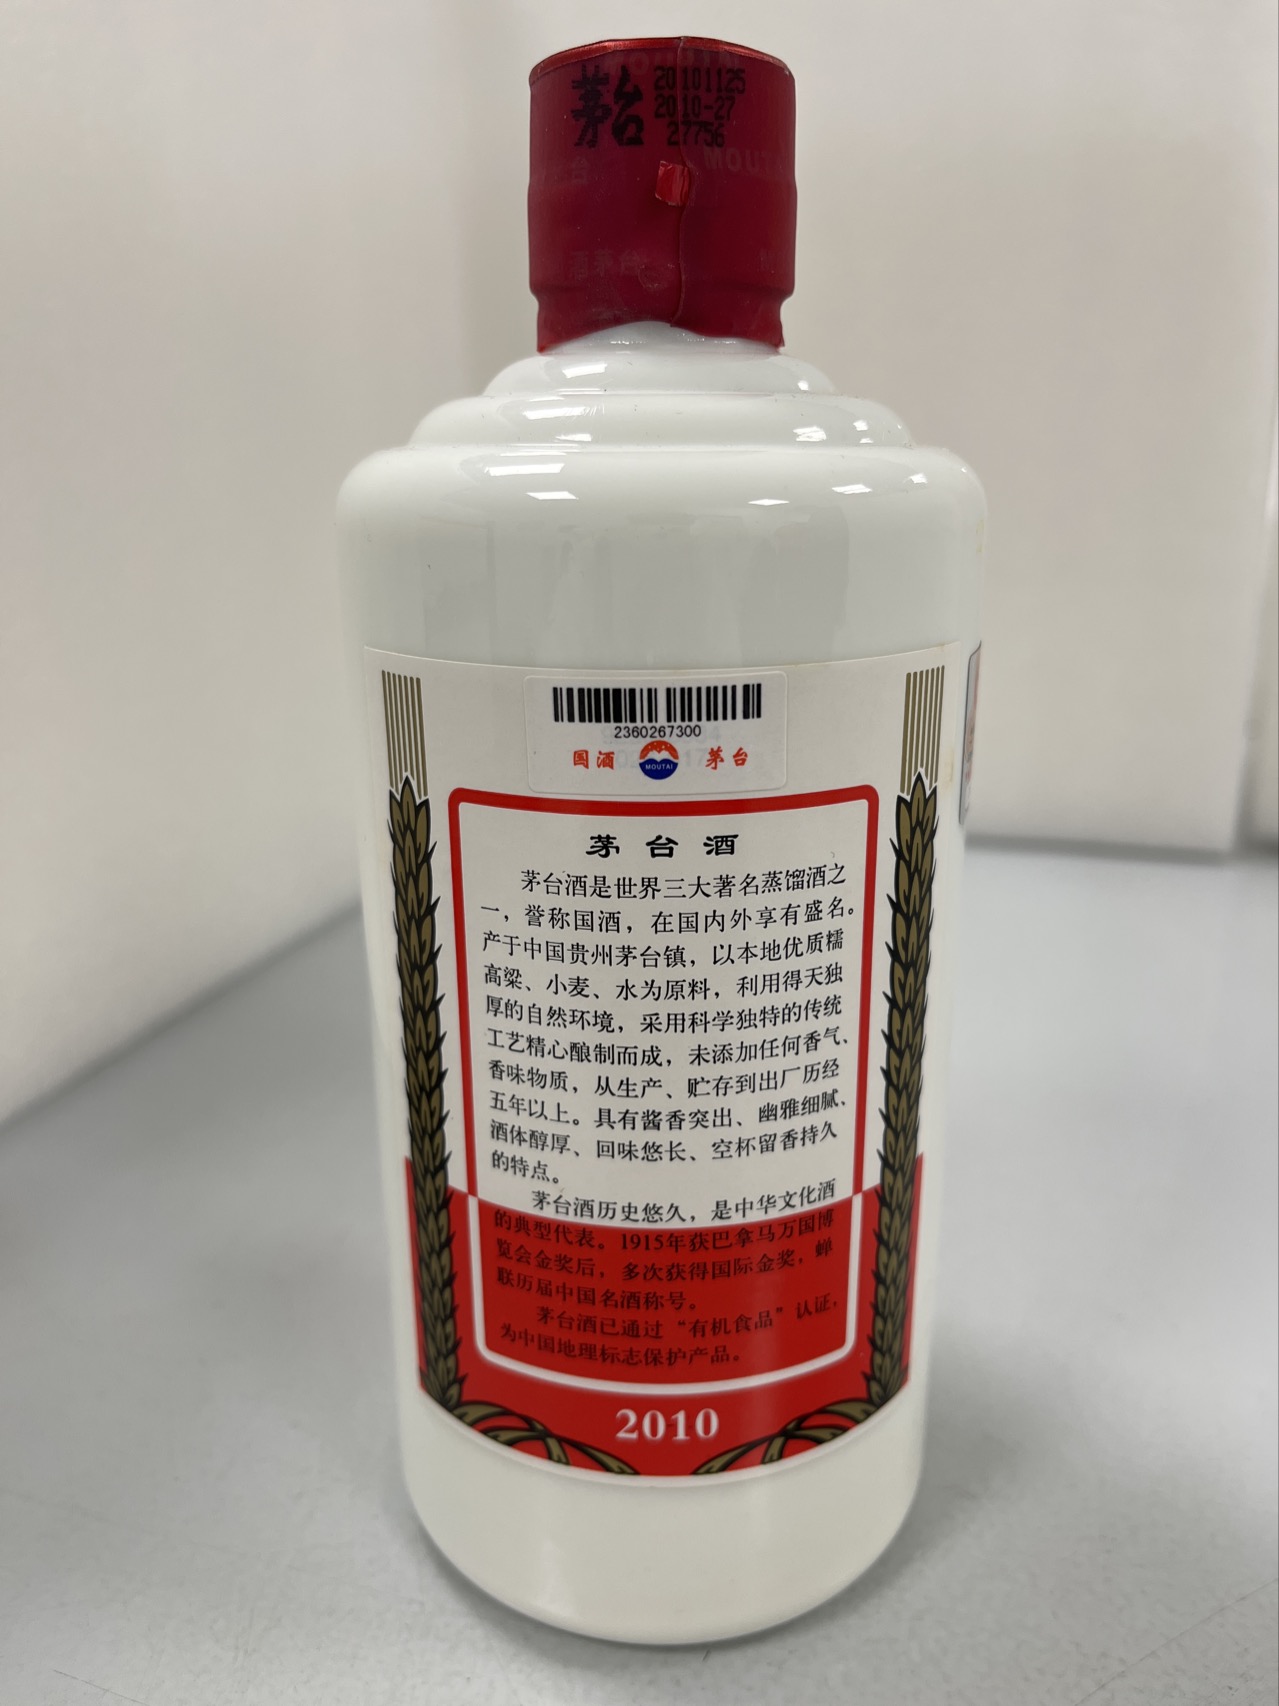 茅台
20101125
2010-27
27756
MOUTAI
2360267300
国酒
MOUTAI
茅台
茅台酒
茅台酒是世界三大著名蒸馏酒之
一，誉称国酒，在国内外享有盛名。
产于中国贵州茅台镇，以本地优质糯
高粱、小麦、水为原料，利用得天独
厚的自然环境，采用科学独特的传统
工艺精心酿制而成，未添加任何香气、
香味物质，从生产、贮存到出厂历经
五年以上。具有酱香突出、幽雅细腻、
酒体醇厚、回味悠长、空杯留香持久
的特点。
茅台酒历史悠久，是中华文化酒
的典型代表。1915年获巴拿马万国博
览会金奖后，多次获得国际金奖，蝉
联历届中国名酒称号。
茅台酒已通过“有机食品”认证，
为中国地理标志保护产品。
2010